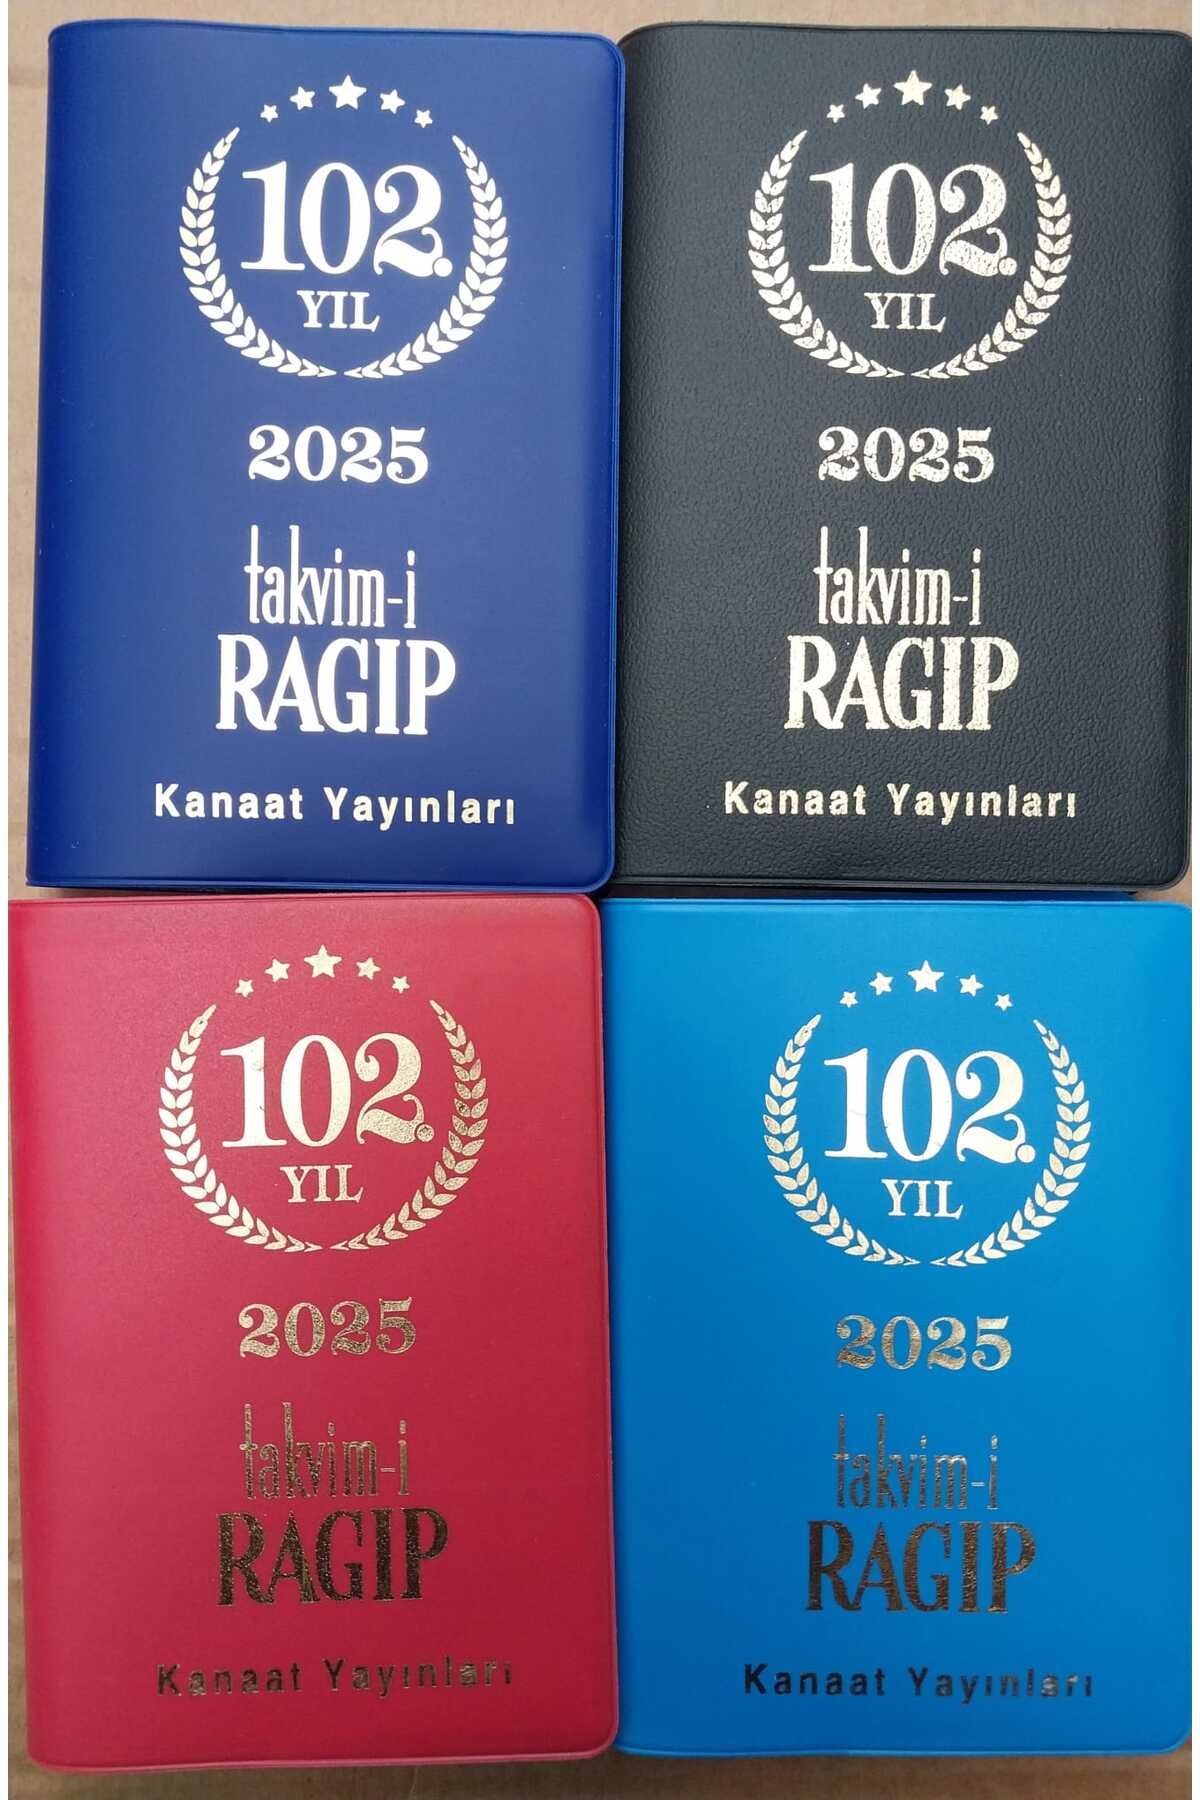 102.
YIL
2025
takvim-i
RAGIP
Kanaat Yayınları
102.
YIL
2025
takvim-i
RAGIP
Kanaat Yayınları
102.
YIL
2025
takvim-i
RAGIP
Kanaat Yayınları
102.
YIL
2025
takvim-i
RAGIP
Kanaat Yayınları